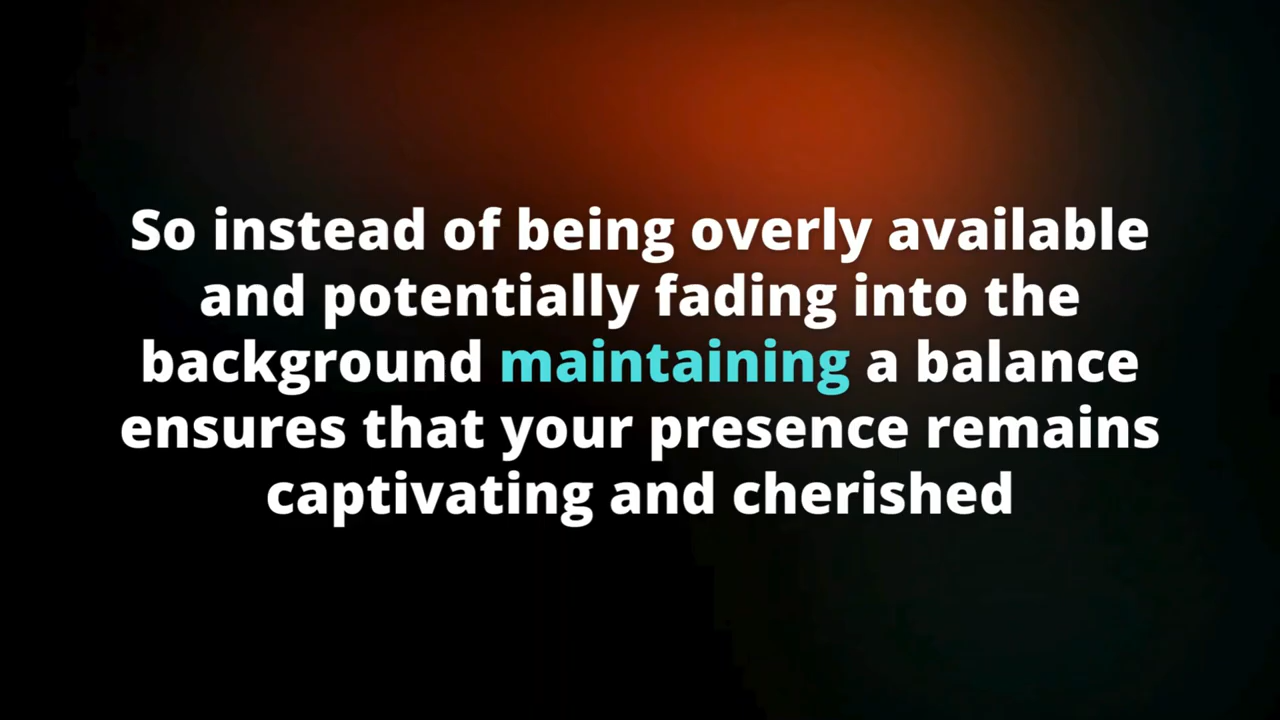 So instead of being overly available
and potentially fading into the
background maintaining a balance
ensures that your presence remains
captivating and cherished